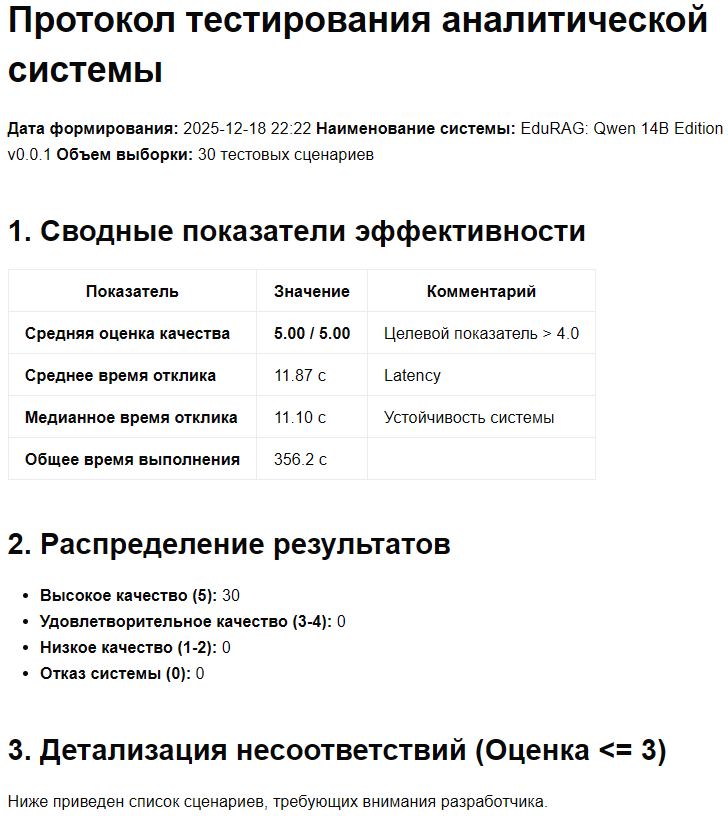 Протокол тестирования аналитической
системы
Дата формирования: 2025-12-18 22:22 Наименование системы: EduRAG: Qwen 14B Edition
v0.0.1 Объем выборки: 30 тестовых сценариев
1. Сводные показатели эффективности
Показатель Значение Комментарий
Средняя оценка качества 5.00 / 5.00 Целевой показатель > 4.0
Среднее время отклика 11.87 с Latency
Медианное время отклика 11.10 с Устойчивость системы
Общее время выполнения 356.2 с
2. Распределение результатов
• Высокое качество (5): 30
• Удовлетворительное качество (3-4): 0
• Низкое качество (1-2): 0
• Отказ системы (0): 0
3. Детализация несоответствий (Оценка <= 3)
Ниже приведен список сценариев, требующих внимания разработчика.